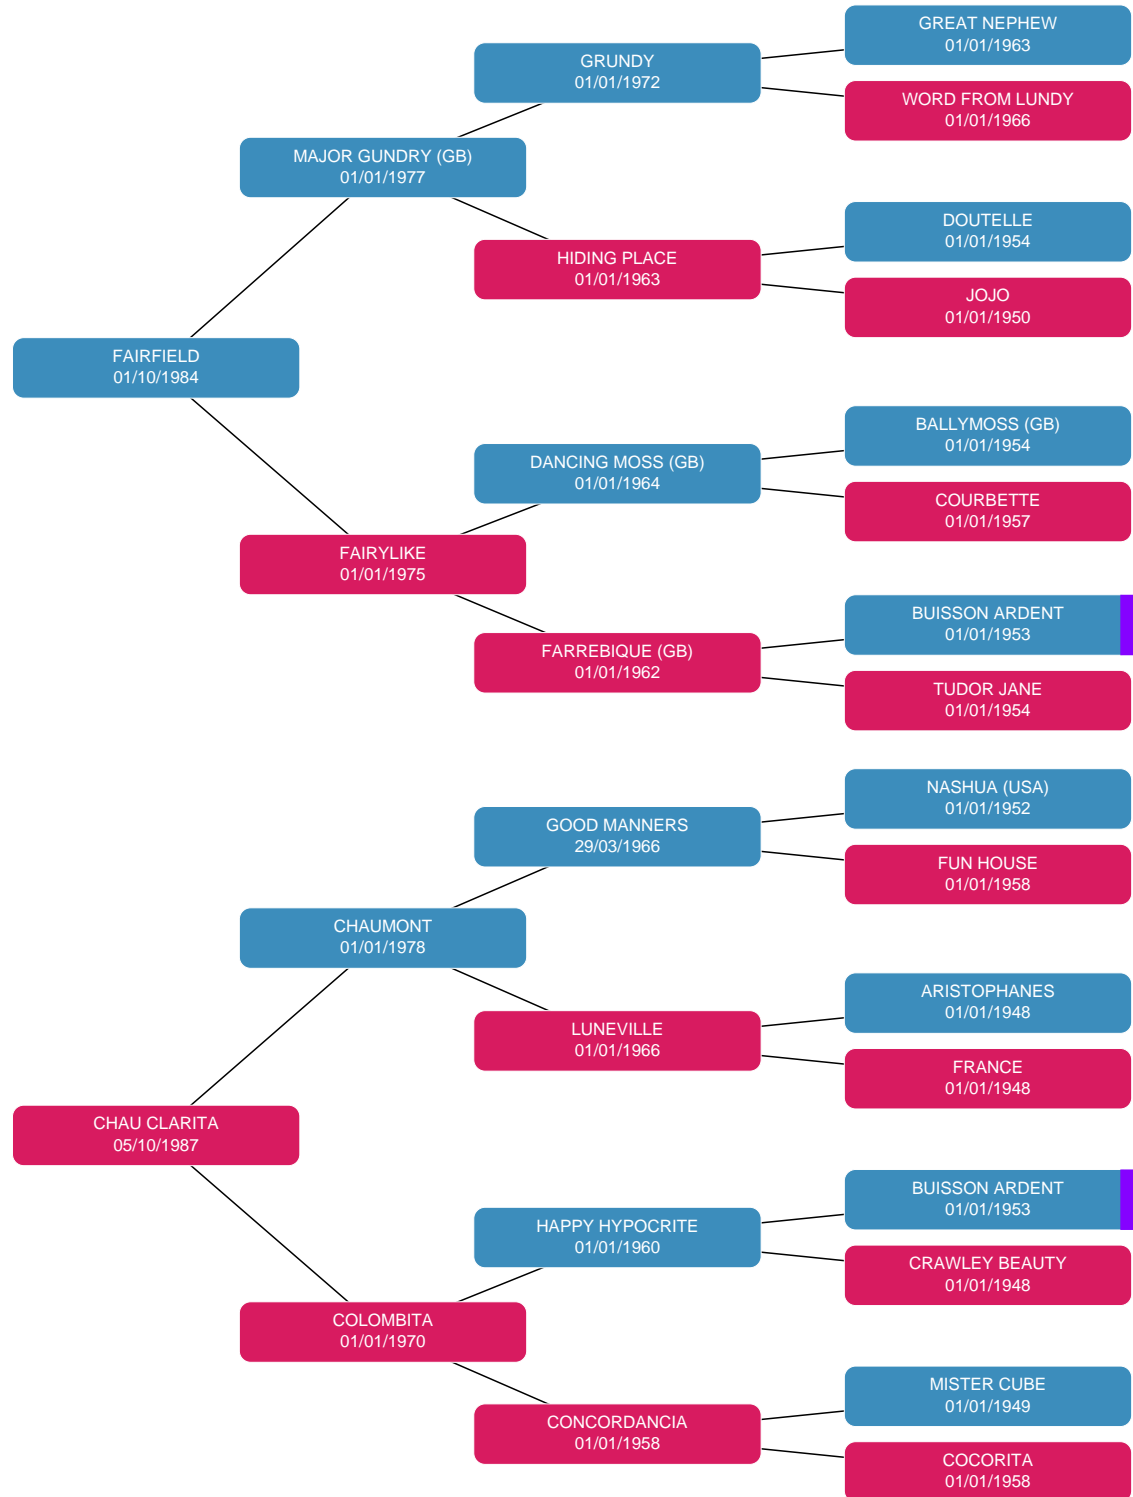 GREAT NEPHEW
01/01/1963
GRUNDY
01/01/1972
WORD FROM LUNDY
01/01/1966
MAJOR GUNDRY (GB)
01/01/1977
DOUTELLE
01/01/1954
HIDING PLACE
01/01/1963
JOJO
01/01/1950
FAIRFIELD
01/10/1984
BALLYMOSS (GB)
01/01/1954
DANCING MOSS (GB)
01/01/1964
COURBETTE
01/01/1957
FAIRYLIKE
01/01/1975
BUISSON ARDENT
01/01/1953
FARREBIQUE (GB)
01/01/1962
TUDOR JANE
01/01/1954
NASHUA (USA)
01/01/1952
GOOD MANNERS
29/03/1966
FUN HOUSE
01/01/1958
CHAUMONT
01/01/1978
ARISTOPHANES
01/01/1948
LUNEVILLE
01/01/1966
FRANCE
01/01/1948
CHAU CLARITA
05/10/1987
BUISSON ARDENT
01/01/1953
HAPPY HYPOCRITE
01/01/1960
CRAWLEY BEAUTY
01/01/1948
COLOMBITA
01/01/1970
MISTER CUBE
01/01/1949
CONCORDANCIA
01/01/1958
COCORITA
01/01/1958